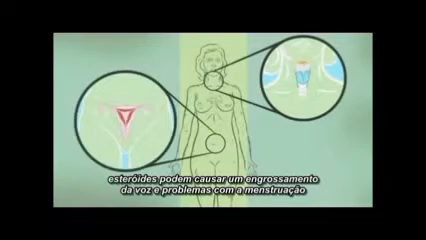 esteróides podem causar um engrossamento
da voz e problemas com a menstruação